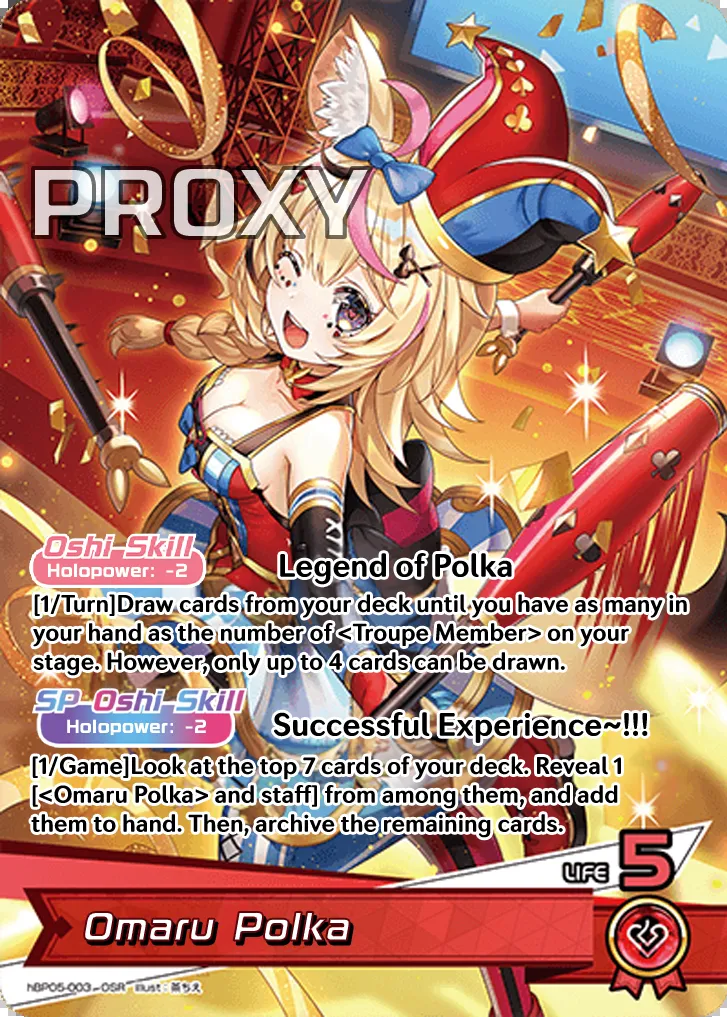 PROXY
Oshi Skill
Holopower: -2
Legend of Polka
[1/Turn]Draw cards from your deck until you have as many in
your hand as the number of <Troupe Member> on your
stage. However, only up to 4 cards can be drawn.
SP Oshi Skill
Holopower: -2
Successful Experience~!!!
[1/Game]Look at the top 7 cards of your deck. Reveal 1
[<Omaru Polka> and staff] from among them, and add
them to hand. Then, archive the remaining cards.
LIFE 5
Omaru Polka
hBP05-003 OSR illust：茶ちえ